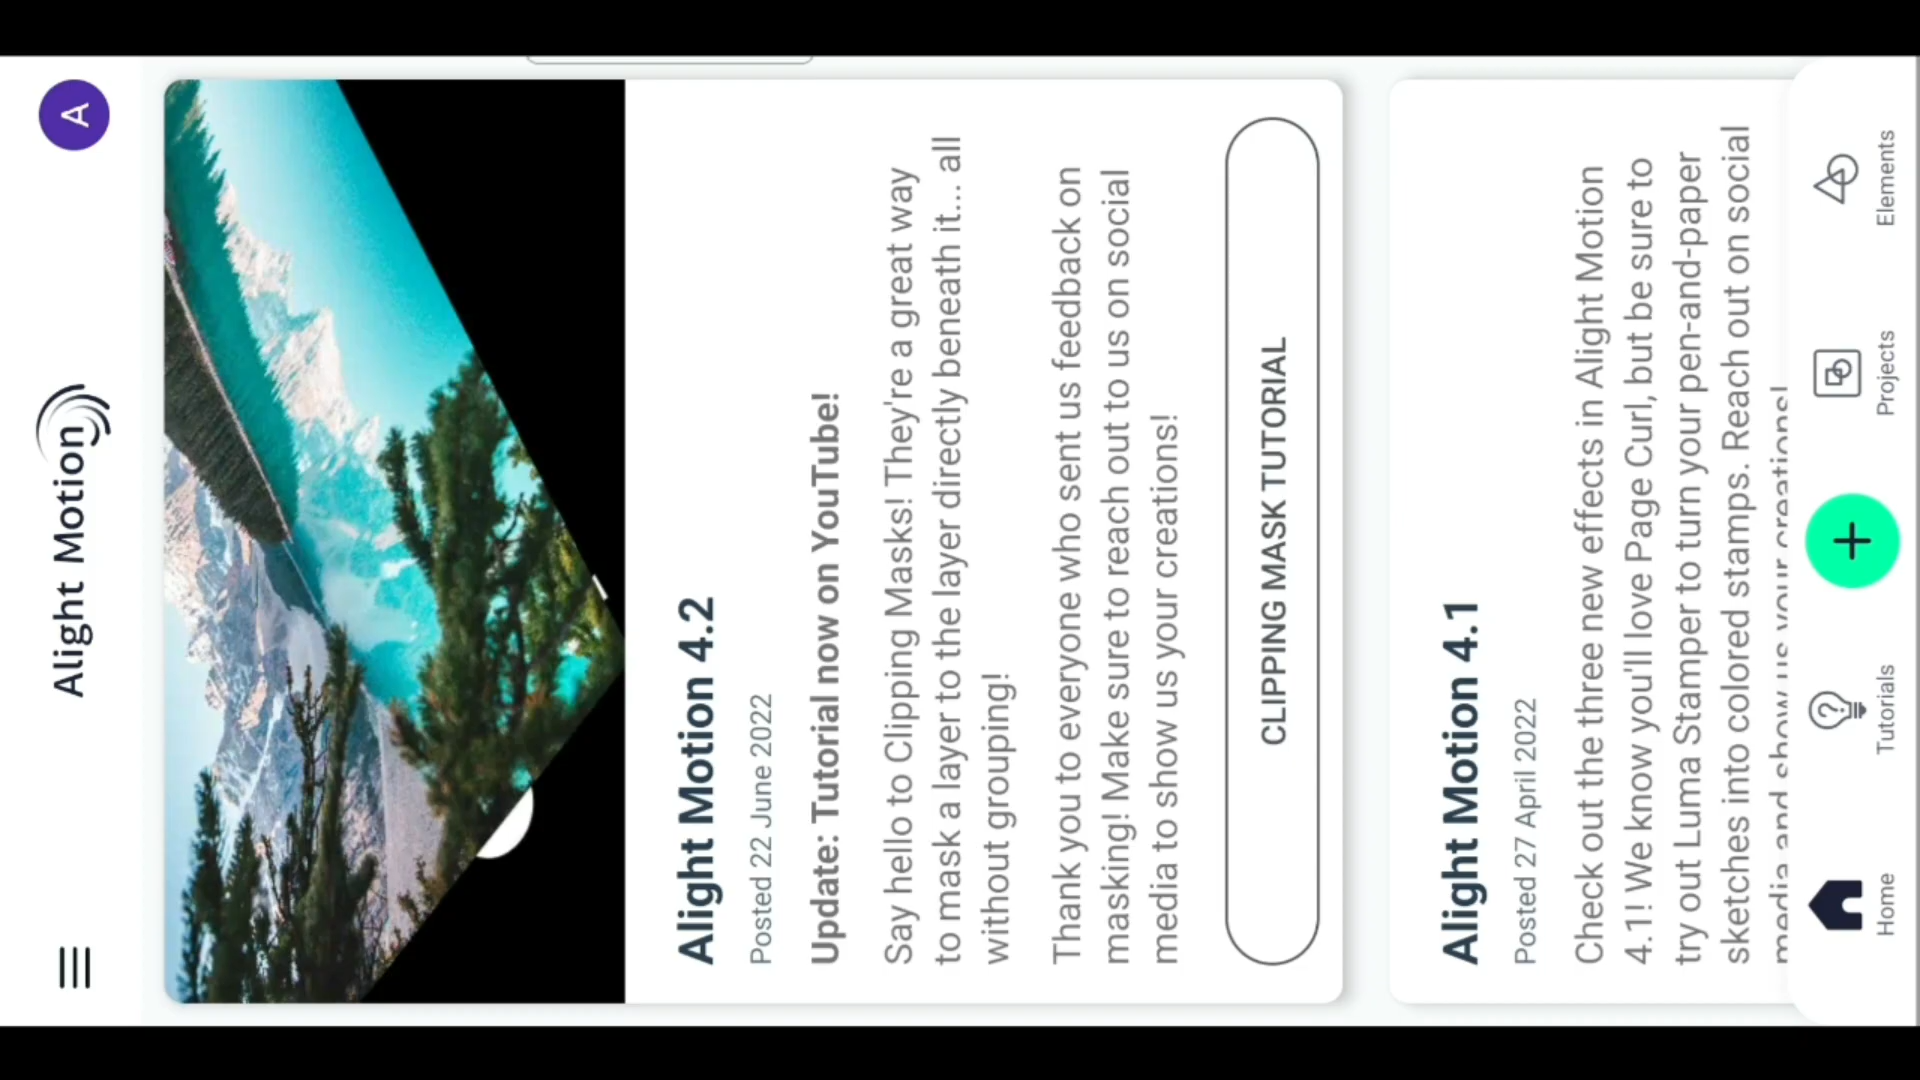 Alight Motion
A
Alight Motion 4.2
Posted 22 June 2022
Update: Tutorial now on YouTube!
Say hello to Clipping Masks! They're a great way
to mask a layer to the layer directly beneath it... all
without grouping!
Thank you to everyone who sent us feedback on
masking! Make sure to reach out to us on social
media to show us your creations!
CLIPPING MASK TUTORIAL
Alight Motion 4.1
Posted 27 April 2022
Check out the three new effects in Alight Motion
4.1! We know you'll love Page Curl, but be sure to
try out Luma Stamper to turn your pen-and-paper
sketches into colored stamps. Reach out on social
media and show us your creations!
Home
Tutorials
Projects
Elements